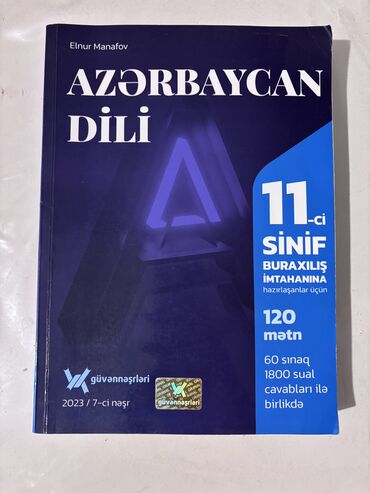 Elnur Manafov
AZƏRBAYCAN
DİLİ
11-ci
SİNİF
BURAXILIŞ
İMTAHANINA
hazırlaşanlar üçün
120
mətn
60 sınaq
1800 sual
cavabları ilə
birlikdə
güvənnəşrləri
güvənnəşrləri
2023 / 7-ci nəşr